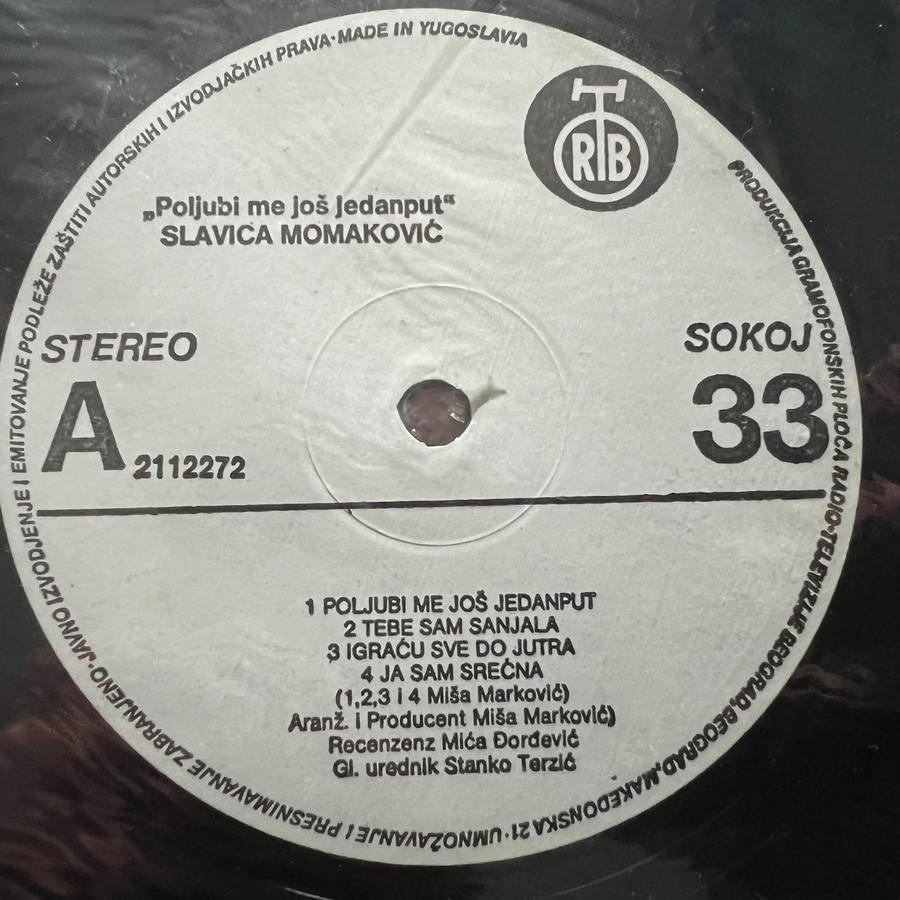 PRODUKCIJA GRAMOFONSKIH PLOČA RADIO-TELEVIZIJE BEOGRAD, BEOGRAD, MAKEDONSKA 21 · UMNOŽAVANJE I PRESNIMAVANJE ZABRANJENO · JAVNO IZVODJENJE I EMITOVANJE PODLEŽE ZAŠTITI AUTORSKIH I IZVODJAČKIH PRAVA · MADE IN YUGOSLAVIA
RTB
„Poljubi me još jedanput“
SLAVICA MOMAKOVIĆ
STEREO
SOKOJ
A 2112272
33
1 POLJUBI ME JOŠ JEDANPUT
2 TEBE SAM SANJALA
3 IGRAĆU SVE DO JUTRA
4 JA SAM SREĆNA
(1,2,3 i 4 Miša Marković)
Aranž. i Producent Miša Marković)
Recenzenz Mića Đorđević
Gl. urednik Stanko Terzić